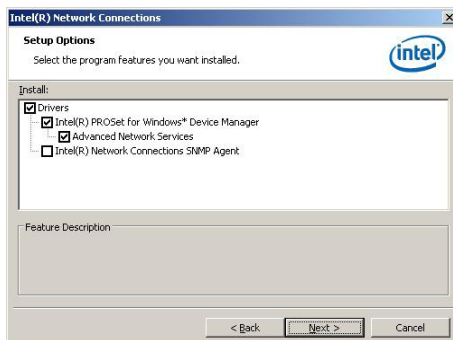 Intel(R) Network Connections
Setup Options
Select the program features you want installed.
intel
Install:
Drivers
Intel(R) PROSet for Windows* Device Manager
Advanced Network Services
Intel(R) Network Connections SNMP Agent
Feature Description
< Back
Next >
Cancel